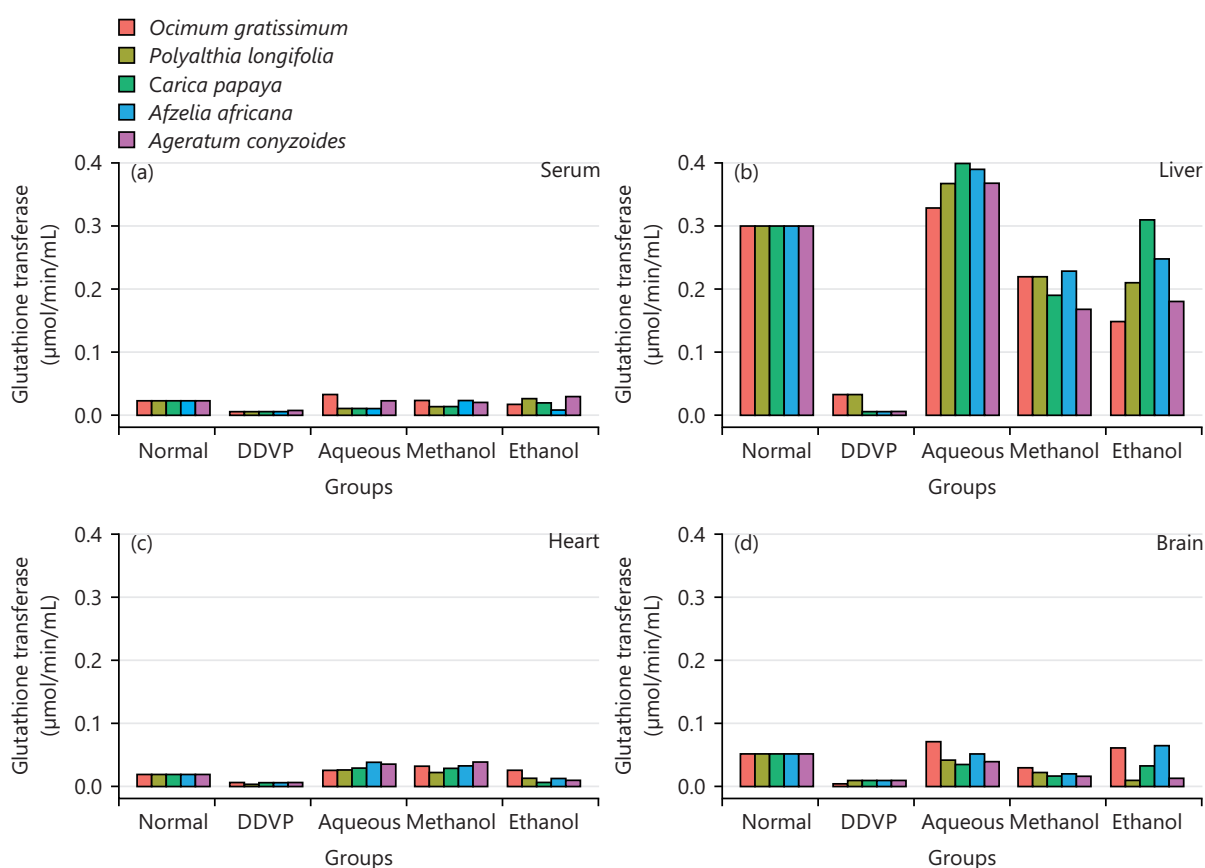 Ocimum gratissimum
Polyalthia longifolia
Carica papaya
Afzelia africana
Ageratum conyzoides
(a)
Serum
Glutathione transferase
(µmol/min/mL)
0.4
0.3
0.2
0.1
0.0
Normal DDVP Aqueous Methanol Ethanol
Groups
(b)
Liver
Glutathione transferase
(µmol/min/mL)
0.4
0.3
0.2
0.1
0.0
Normal DDVP Aqueous Methanol Ethanol
Groups
(c)
Heart
Glutathione transferase
(µmol/min/mL)
0.4
0.3
0.2
0.1
0.0
Normal DDVP Aqueous Methanol Ethanol
Groups
(d)
Brain
Glutathione transferase
(µmol/min/mL)
0.4
0.3
0.2
0.1
0.0
Normal DDVP Aqueous Methanol Ethanol
Groups